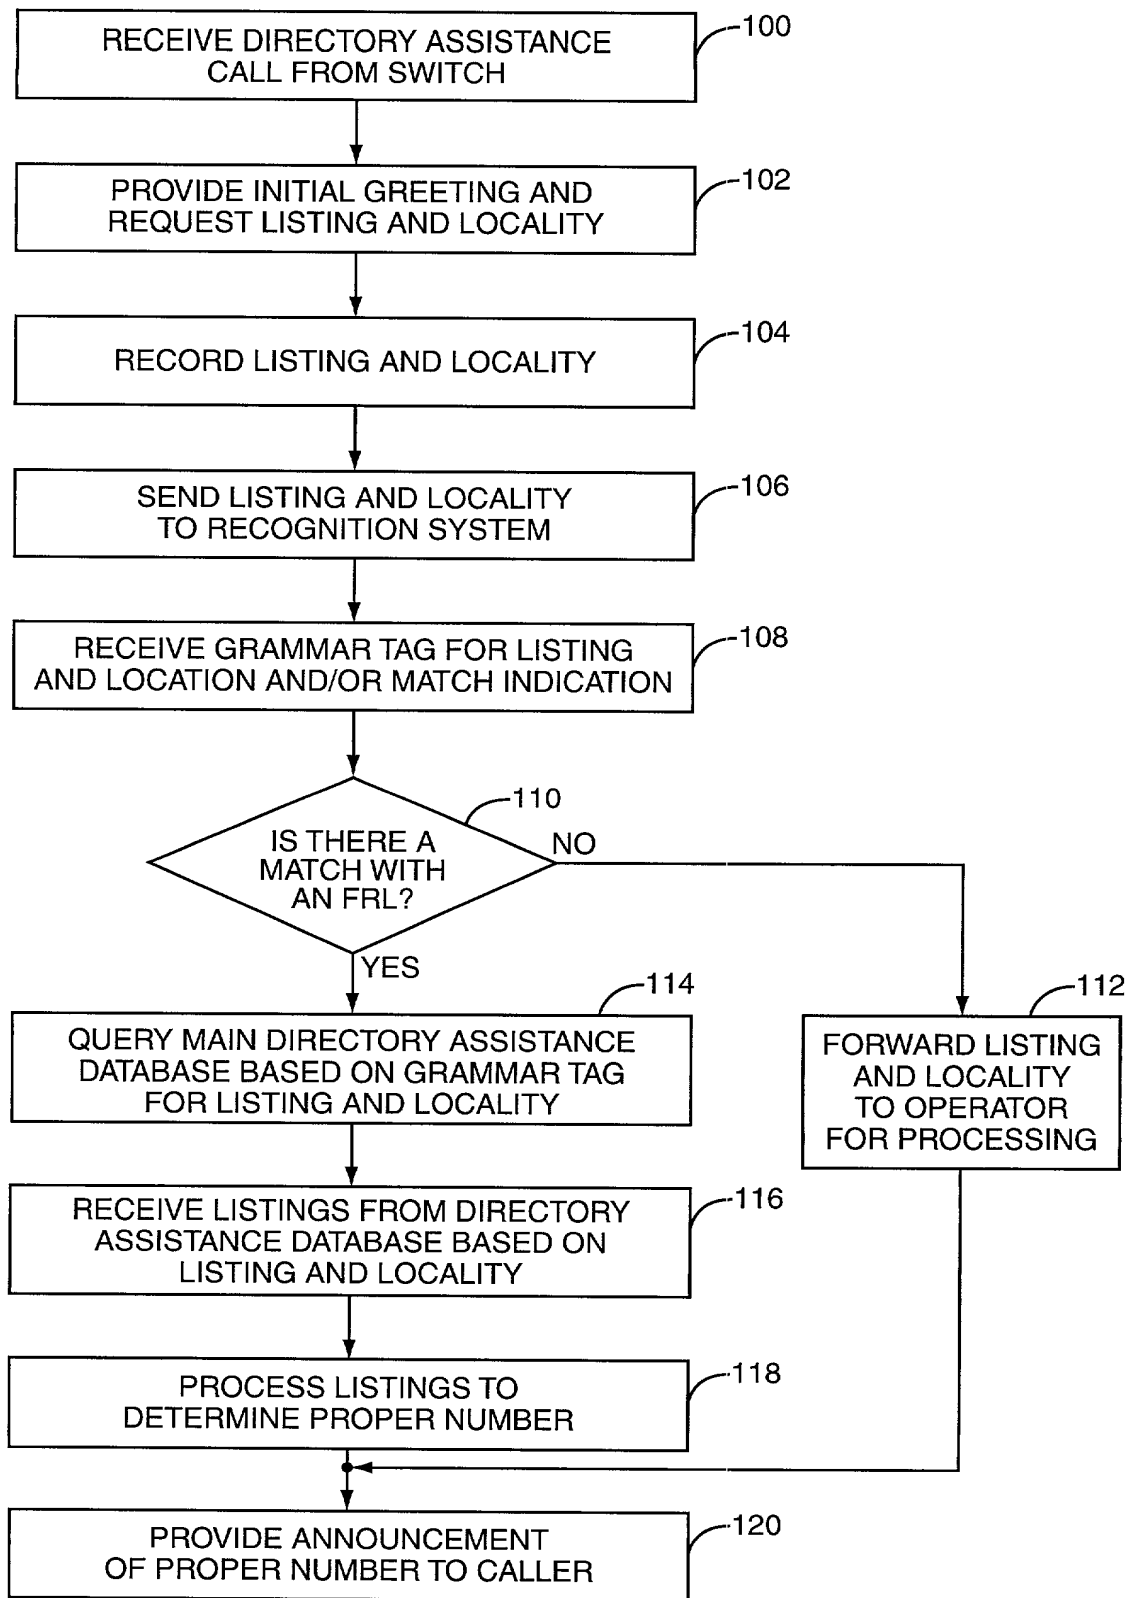 RECEIVE DIRECTORY ASSISTANCE
CALL FROM SWITCH
100
PROVIDE INITIAL GREETING AND
REQUEST LISTING AND LOCALITY
102
RECORD LISTING AND LOCALITY
104
SEND LISTING AND LOCALITY
TO RECOGNITION SYSTEM
106
RECEIVE GRAMMAR TAG FOR LISTING
AND LOCATION AND/OR MATCH INDICATION
108
IS THERE A
MATCH WITH
AN FRL?
110
NO
YES
QUERY MAIN DIRECTORY ASSISTANCE
DATABASE BASED ON GRAMMAR TAG
FOR LISTING AND LOCALITY
114
FORWARD LISTING
AND LOCALITY
TO OPERATOR
FOR PROCESSING
112
RECEIVE LISTINGS FROM DIRECTORY
ASSISTANCE DATABASE BASED ON
LISTING AND LOCALITY
116
PROCESS LISTINGS TO
DETERMINE PROPER NUMBER
118
PROVIDE ANNOUNCEMENT
OF PROPER NUMBER TO CALLER
120